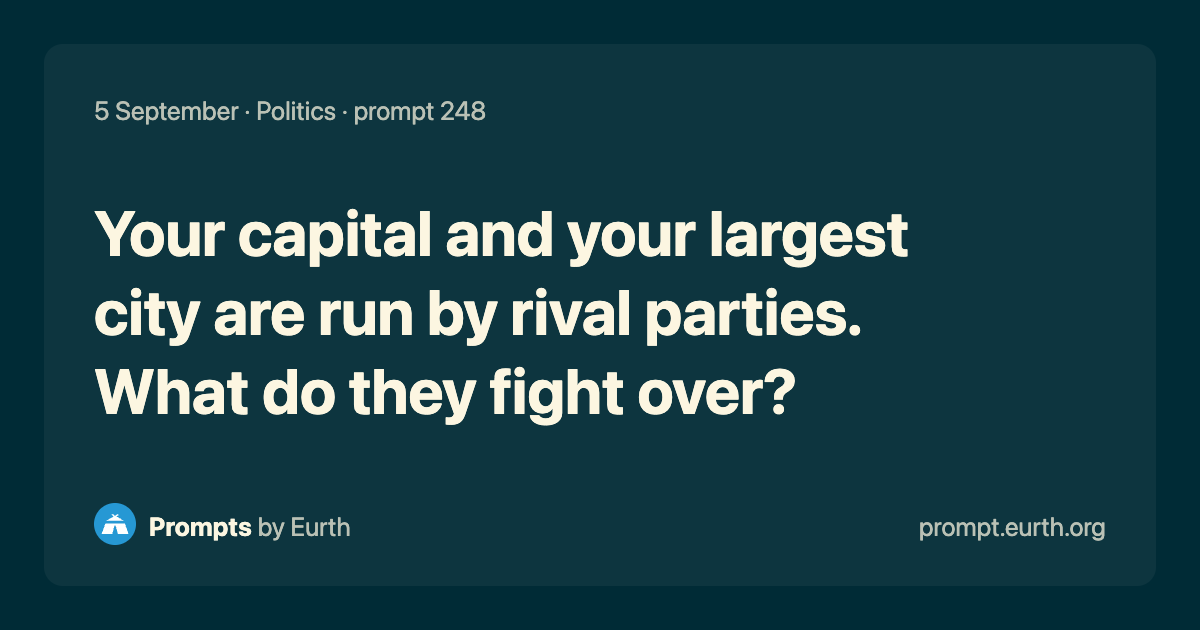 5 September · Politics · prompt 248
Your capital and your largest
city are run by rival parties.
What do they fight over?
Prompts by Eurth
prompt.eurth.org